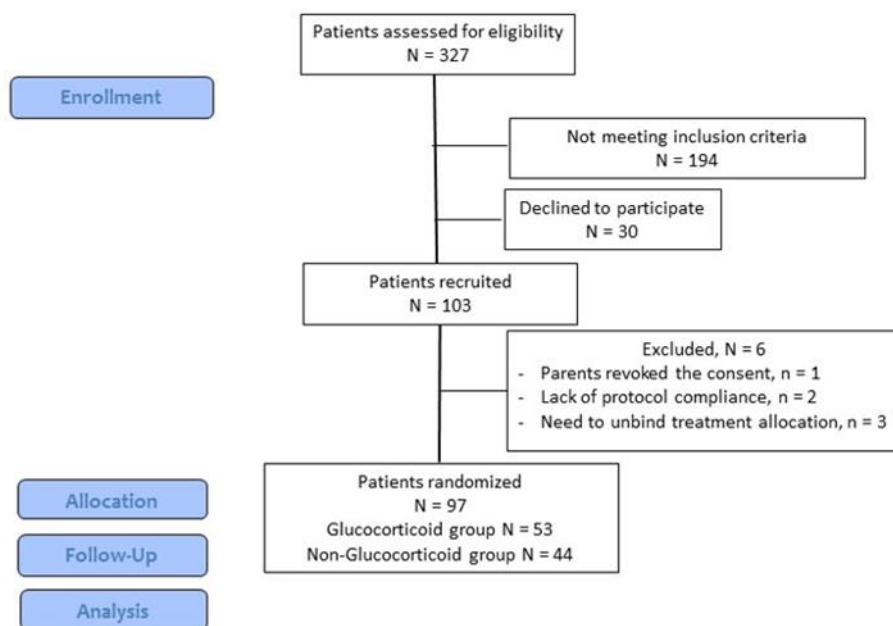 Patients assessed for eligibility
N = 327
Enrollment
Not meeting inclusion criteria
N = 194
Declined to participate
N = 30
Patients recruited
N = 103
Excluded, N = 6
- Parents revoked the consent, n = 1
- Lack of protocol compliance, n = 2
- Need to unbind treatment allocation, n = 3
Patients randomized
N = 97
Glucocorticoid group N = 53
Non-Glucocorticoid group N = 44
Allocation
Follow-Up
Analysis